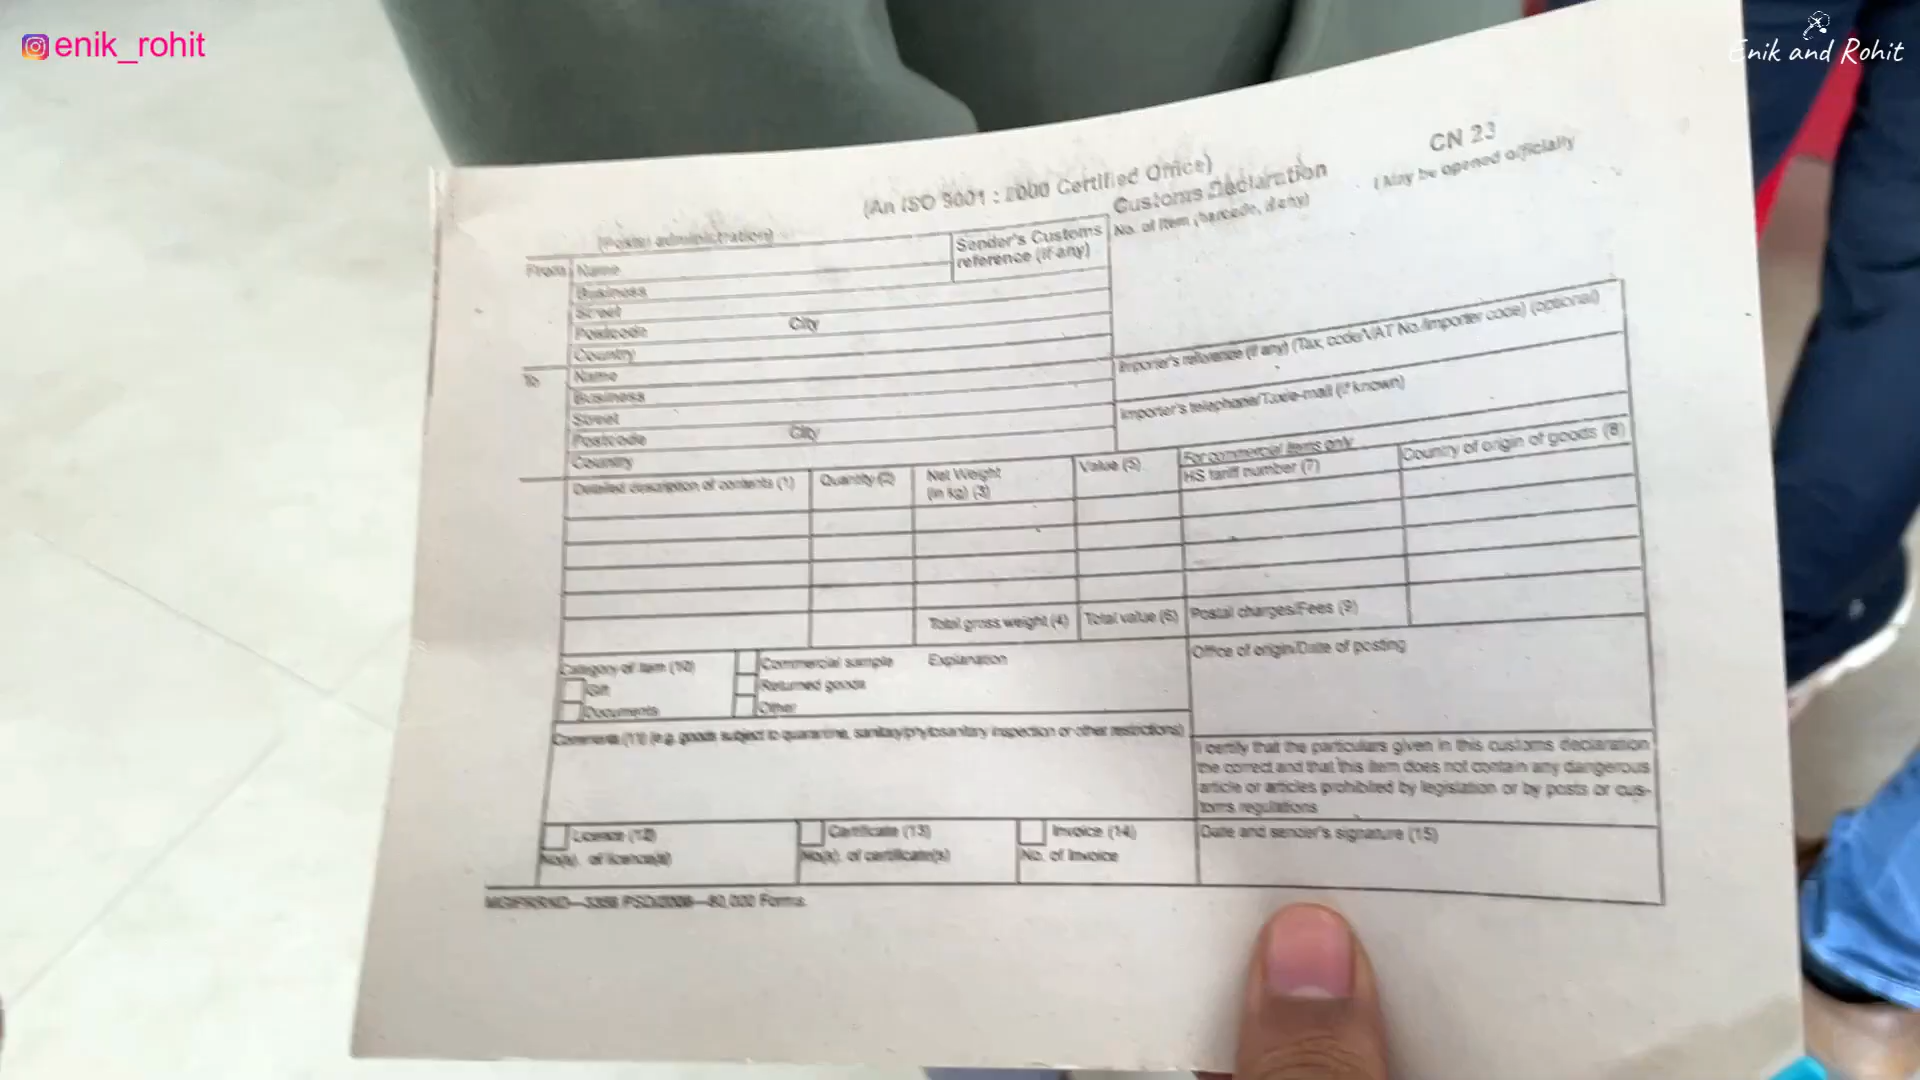 enik_rohit
Enik and Rohit
CN 23
(May be opened officially
(An ISO 9001 : 2000 Certified Office)
Customs Declaration
(Postal administration)
No. of item (barcode, if any)
Sender's Customs
reference (if any)
From
Name
Business
Street
Postcode City
Country
To
Name
Business
Street
Postcode City
Country
Importer's reference (if any) (Tax, code/VAT No./importer code) (optional)
Importer's telephone/Fax/e-mail (if known)
Detailed description of contents (1)
Quantity (2)
Net Weight
(in kg) (3)
Value (5)
For commercial items only
HS tariff number (7)
Country of origin of goods (8)
Total gross weight (4)
Total value (6)
Postal charges/Fees (9)
Category of item (10)
Gift
Documents
Commercial sample
Returned goods
Other
Explanation
Office of origin/Date of posting
Comments (11) (e.g. goods subject to quarantine, sanitary/phytosanitary inspection or other restrictions)
I certify that the particulars given in this customs declaration
the correct and that this item does not contain any dangerous
article or articles prohibited by legislation or by posts or cus-
toms regulations
Licence (12)
No(s). of licence(s)
Certificate (13)
No(s). of certificate(s)
Invoice (14)
No. of Invoice
Date and sender's signature (15)
PSD/2006—80,000 Forms